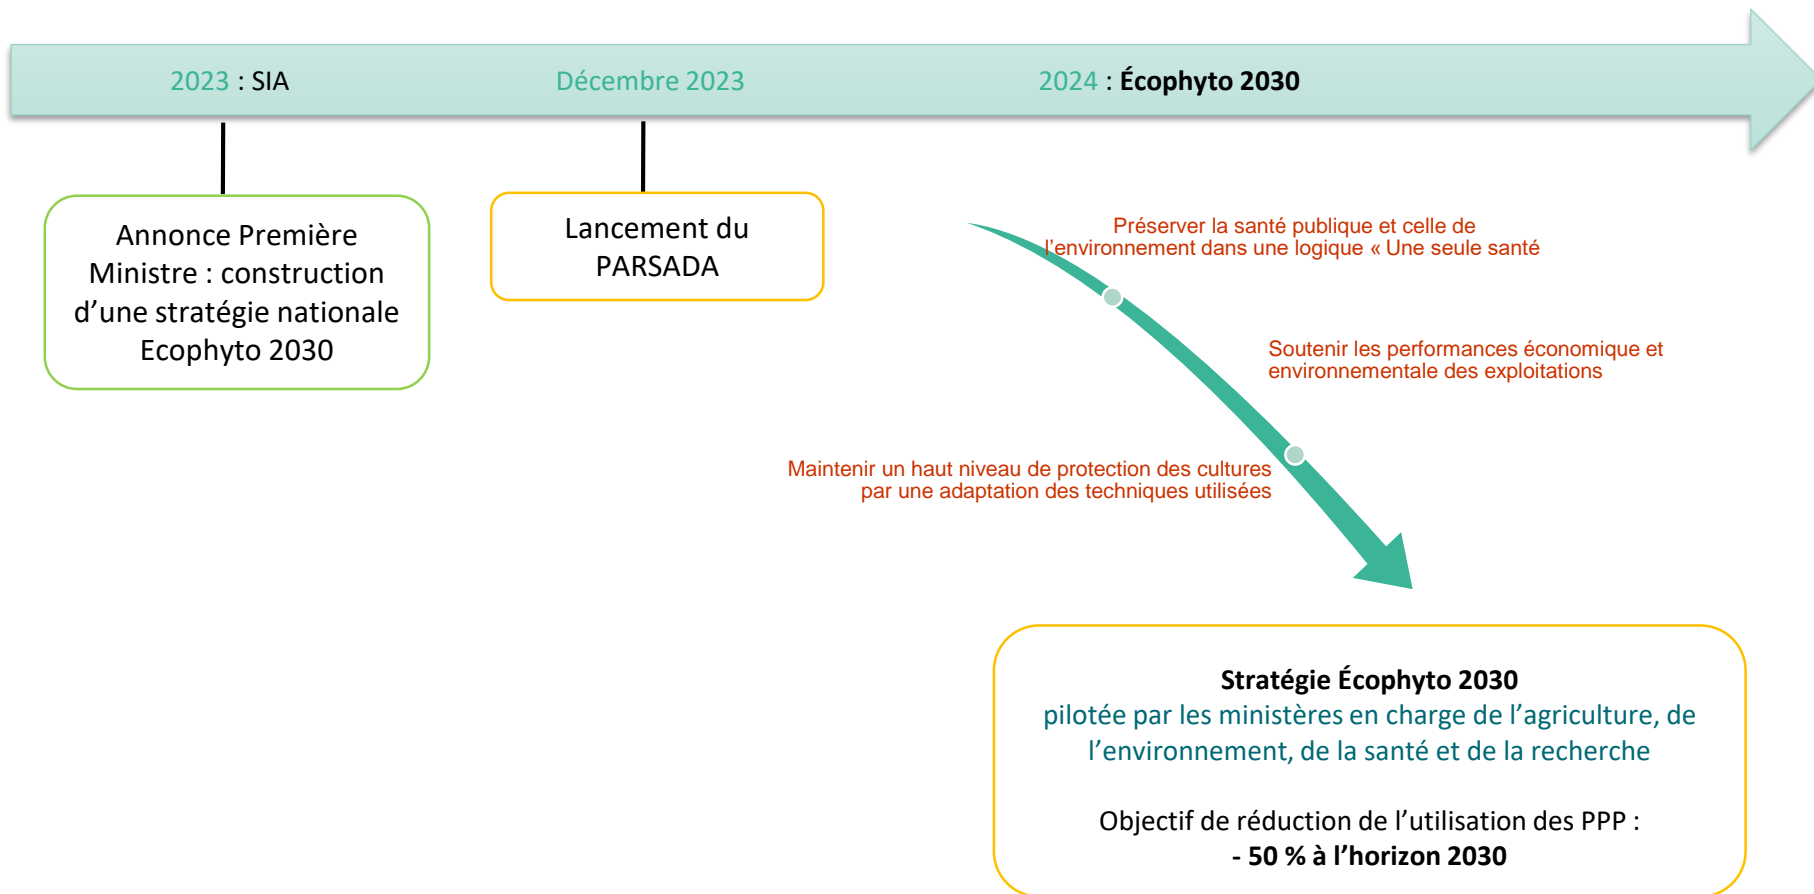 2023 : SIA
Décembre 2023
2024 : Écophyto 2030
Annonce Première
Ministre : construction
d’une stratégie nationale
Ecophyto 2030
Lancement du
PARSADA
Préserver la santé publique et celle de
l’environnement dans une logique « Une seule santé
Soutenir les performances économique et
environnementale des exploitations
Maintenir un haut niveau de protection des cultures
par une adaptation des techniques utilisées
Stratégie Écophyto 2030
pilotée par les ministères en charge de l’agriculture, de
l’environnement, de la santé et de la recherche
Objectif de réduction de l’utilisation des PPP :
- 50 % à l’horizon 2030